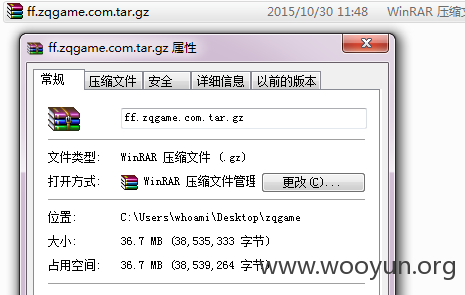 ff.zqgame.com.tar.gz 2015/10/30 11:48 WinRAR 压缩文
ff.zqgame.com.tar.gz 属性
常规 压缩文件 安全 详细信息 以前的版本
ff.zqgame.com.tar.gz
文件类型: WinRAR 压缩文件 (.gz)
打开方式: WinRAR 压缩文件管理 更改(C)...
位置: C:\Users\whoami\Desktop\zqgame
大小: 36.7 MB (38,535,333 字节)
占用空间: 36.7 MB (38,539,264 字节)
www.wooyun.org